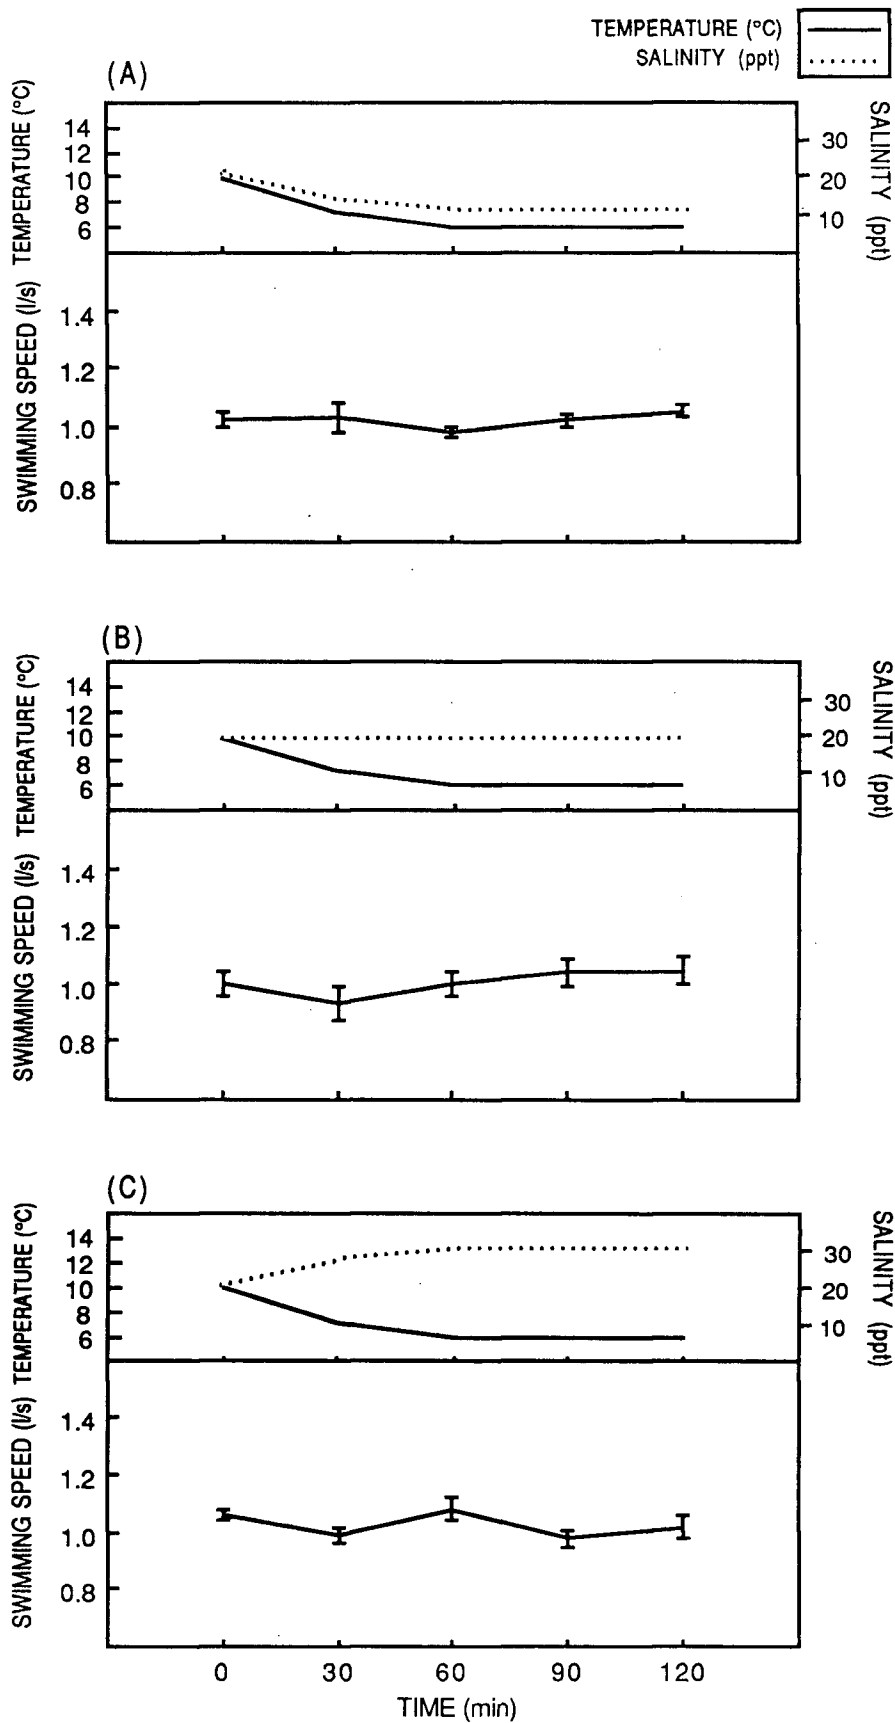 TEMPERATURE (°C)
SALINITY (ppt)
(A)
TEMPERATURE (°C)
14
12
10
8
6
SALINITY (ppt)
30
20
10
SWIMMING SPEED (l/s)
1.4
1.2
1.0
0.8
(B)
TEMPERATURE (°C)
14
12
10
8
6
SALINITY (ppt)
30
20
10
SWIMMING SPEED (l/s)
1.4
1.2
1.0
0.8
(C)
TEMPERATURE (°C)
14
12
10
8
6
SALINITY (ppt)
30
20
10
SWIMMING SPEED (l/s)
1.4
1.2
1.0
0.8
0 30 60 90 120
TIME (min)